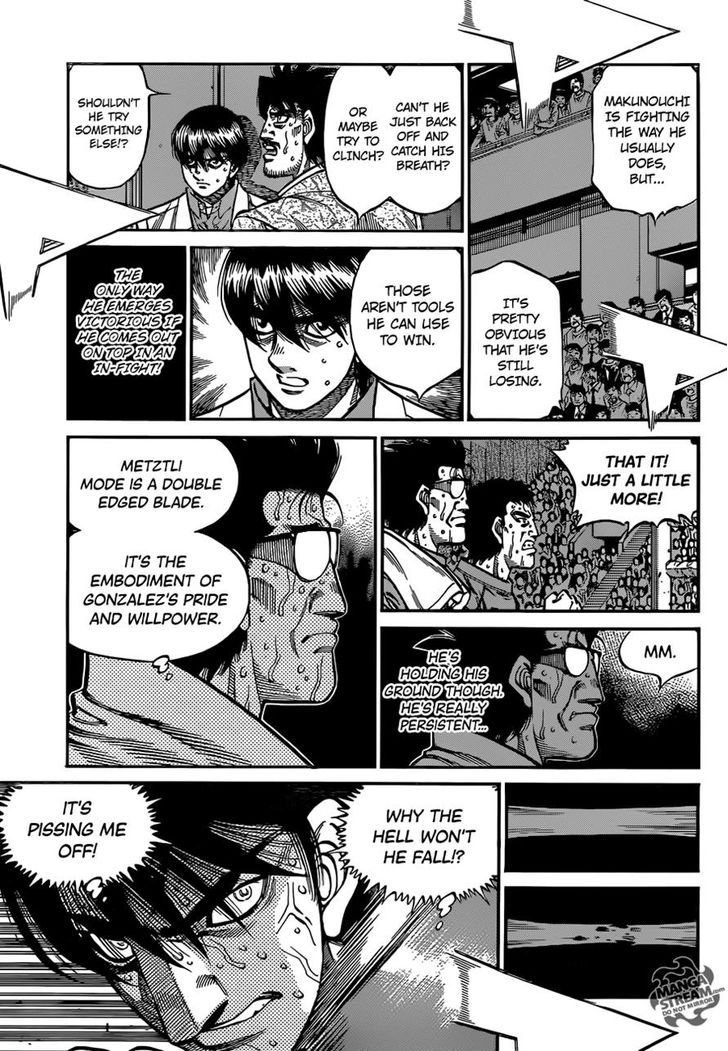 MAKUNOUCHI
IS FIGHTING
THE WAY HE
USUALLY
DOES,
BUT...
IT'S
PRETTY
OBVIOUS
THAT HE'S
STILL
LOSING.
CAN'T HE
JUST BACK
OFF AND
CATCH HIS
BREATH?
OR
MAYBE
TRY TO
CLINCH?
SHOULDN'T
HE TRY
SOMETHING
ELSE!?
THOSE
AREN'T TOOLS
HE CAN USE
TO WIN.
THE
ONLY WAY
HE EMERGES
VICTORIOUS IF
HE COMES OUT
ON TOP IN AN
IN-FIGHT!
THAT IT!
JUST A LITTLE
MORE!
MM.
HE'S
HOLDING HIS
GROUND THOUGH.
HE'S REALLY
PERSISTENT...
METZTLI
MODE IS A DOUBLE
EDGED BLADE.
IT'S THE
EMBODIMENT OF
GONZALEZ'S PRIDE
AND WILLPOWER.
WHY THE
HELL WON'T
HE FALL!?
IT'S
PISSING ME
OFF!
MANGA
STREAM.com
DO NOT MIRROR